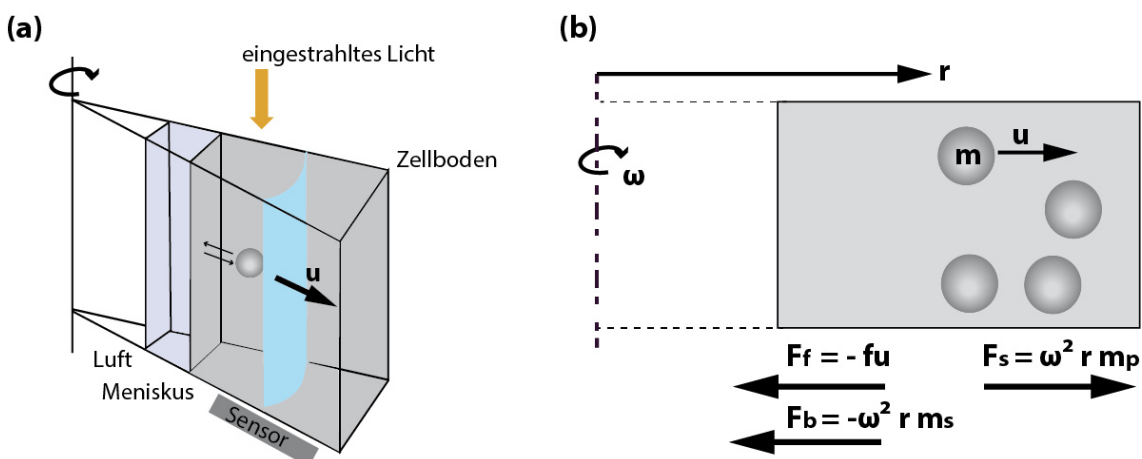 (a)
eingestrahltes Licht
Zellboden
u
Luft
Meniskus
Sensor
(b)
r
ω
m
u
Ff = - fu
Fs = ω² r mp
Fb = -ω² r ms